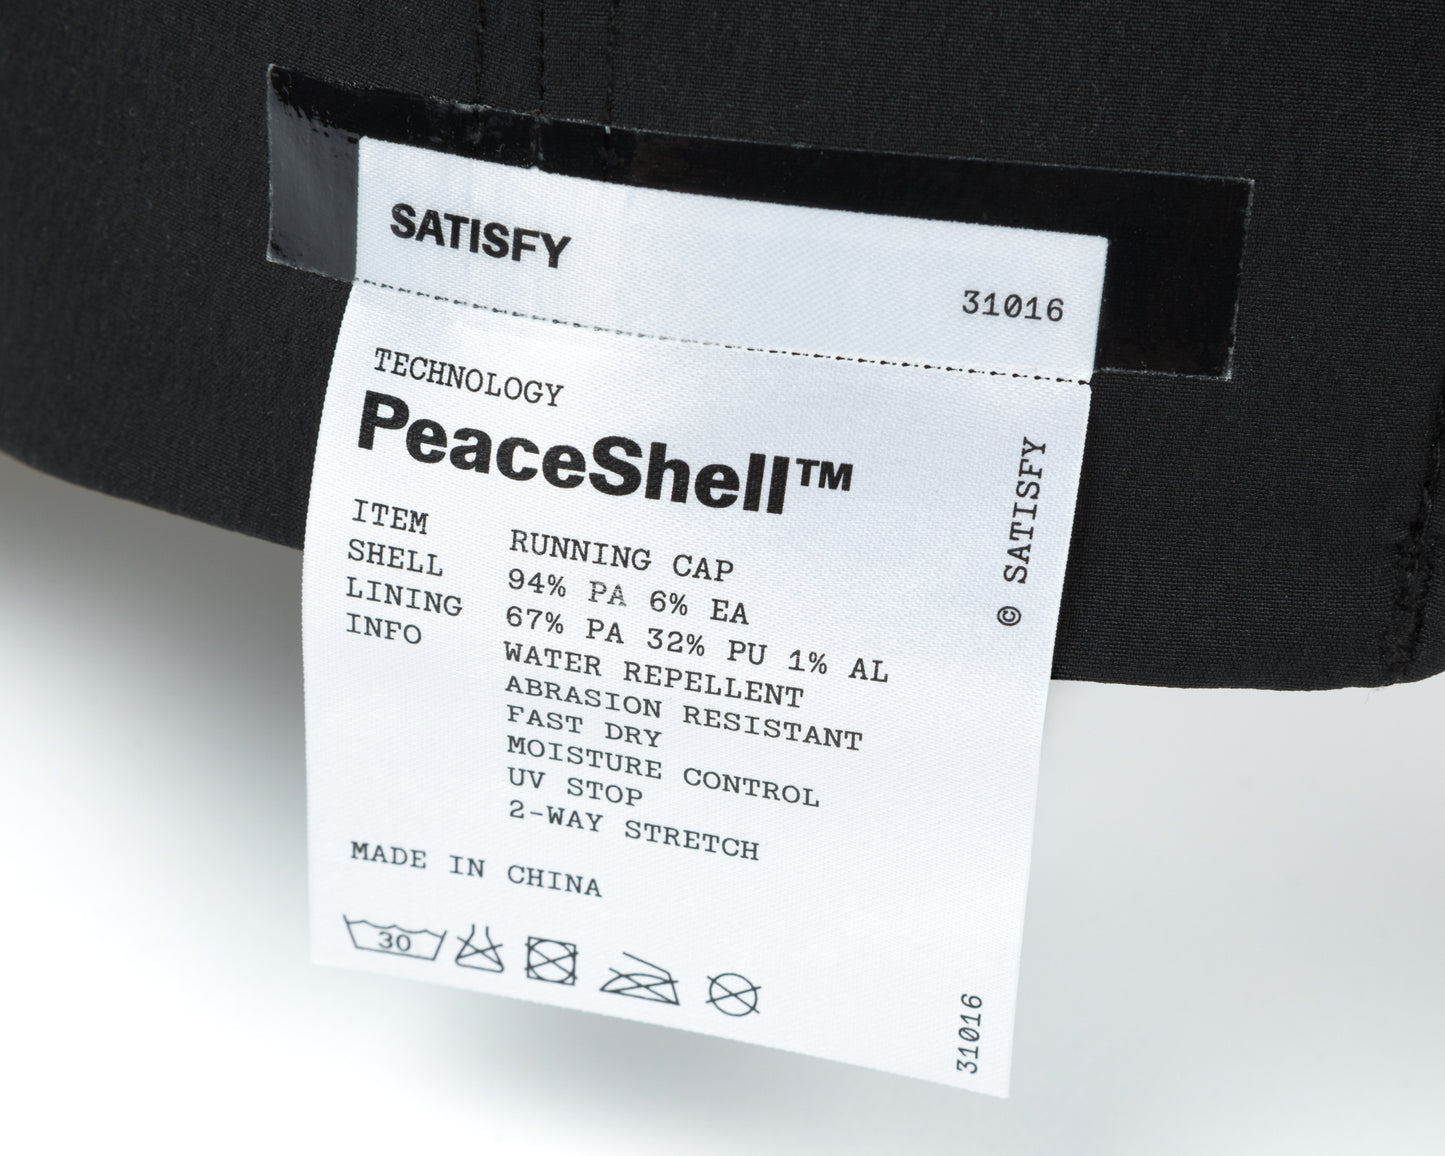 SATISFY
31016
TECHNOLOGY
PeaceShell™
ITEM RUNNING CAP
SHELL 94% PA 6% EA
LINING 67% PA 32% PU 1% AL
INFO WATER REPELLENT
ABRASION RESISTANT
FAST DRY
MOISTURE CONTROL
UV STOP
2-WAY STRETCH
MADE IN CHINA
30
© SATISFY
31016